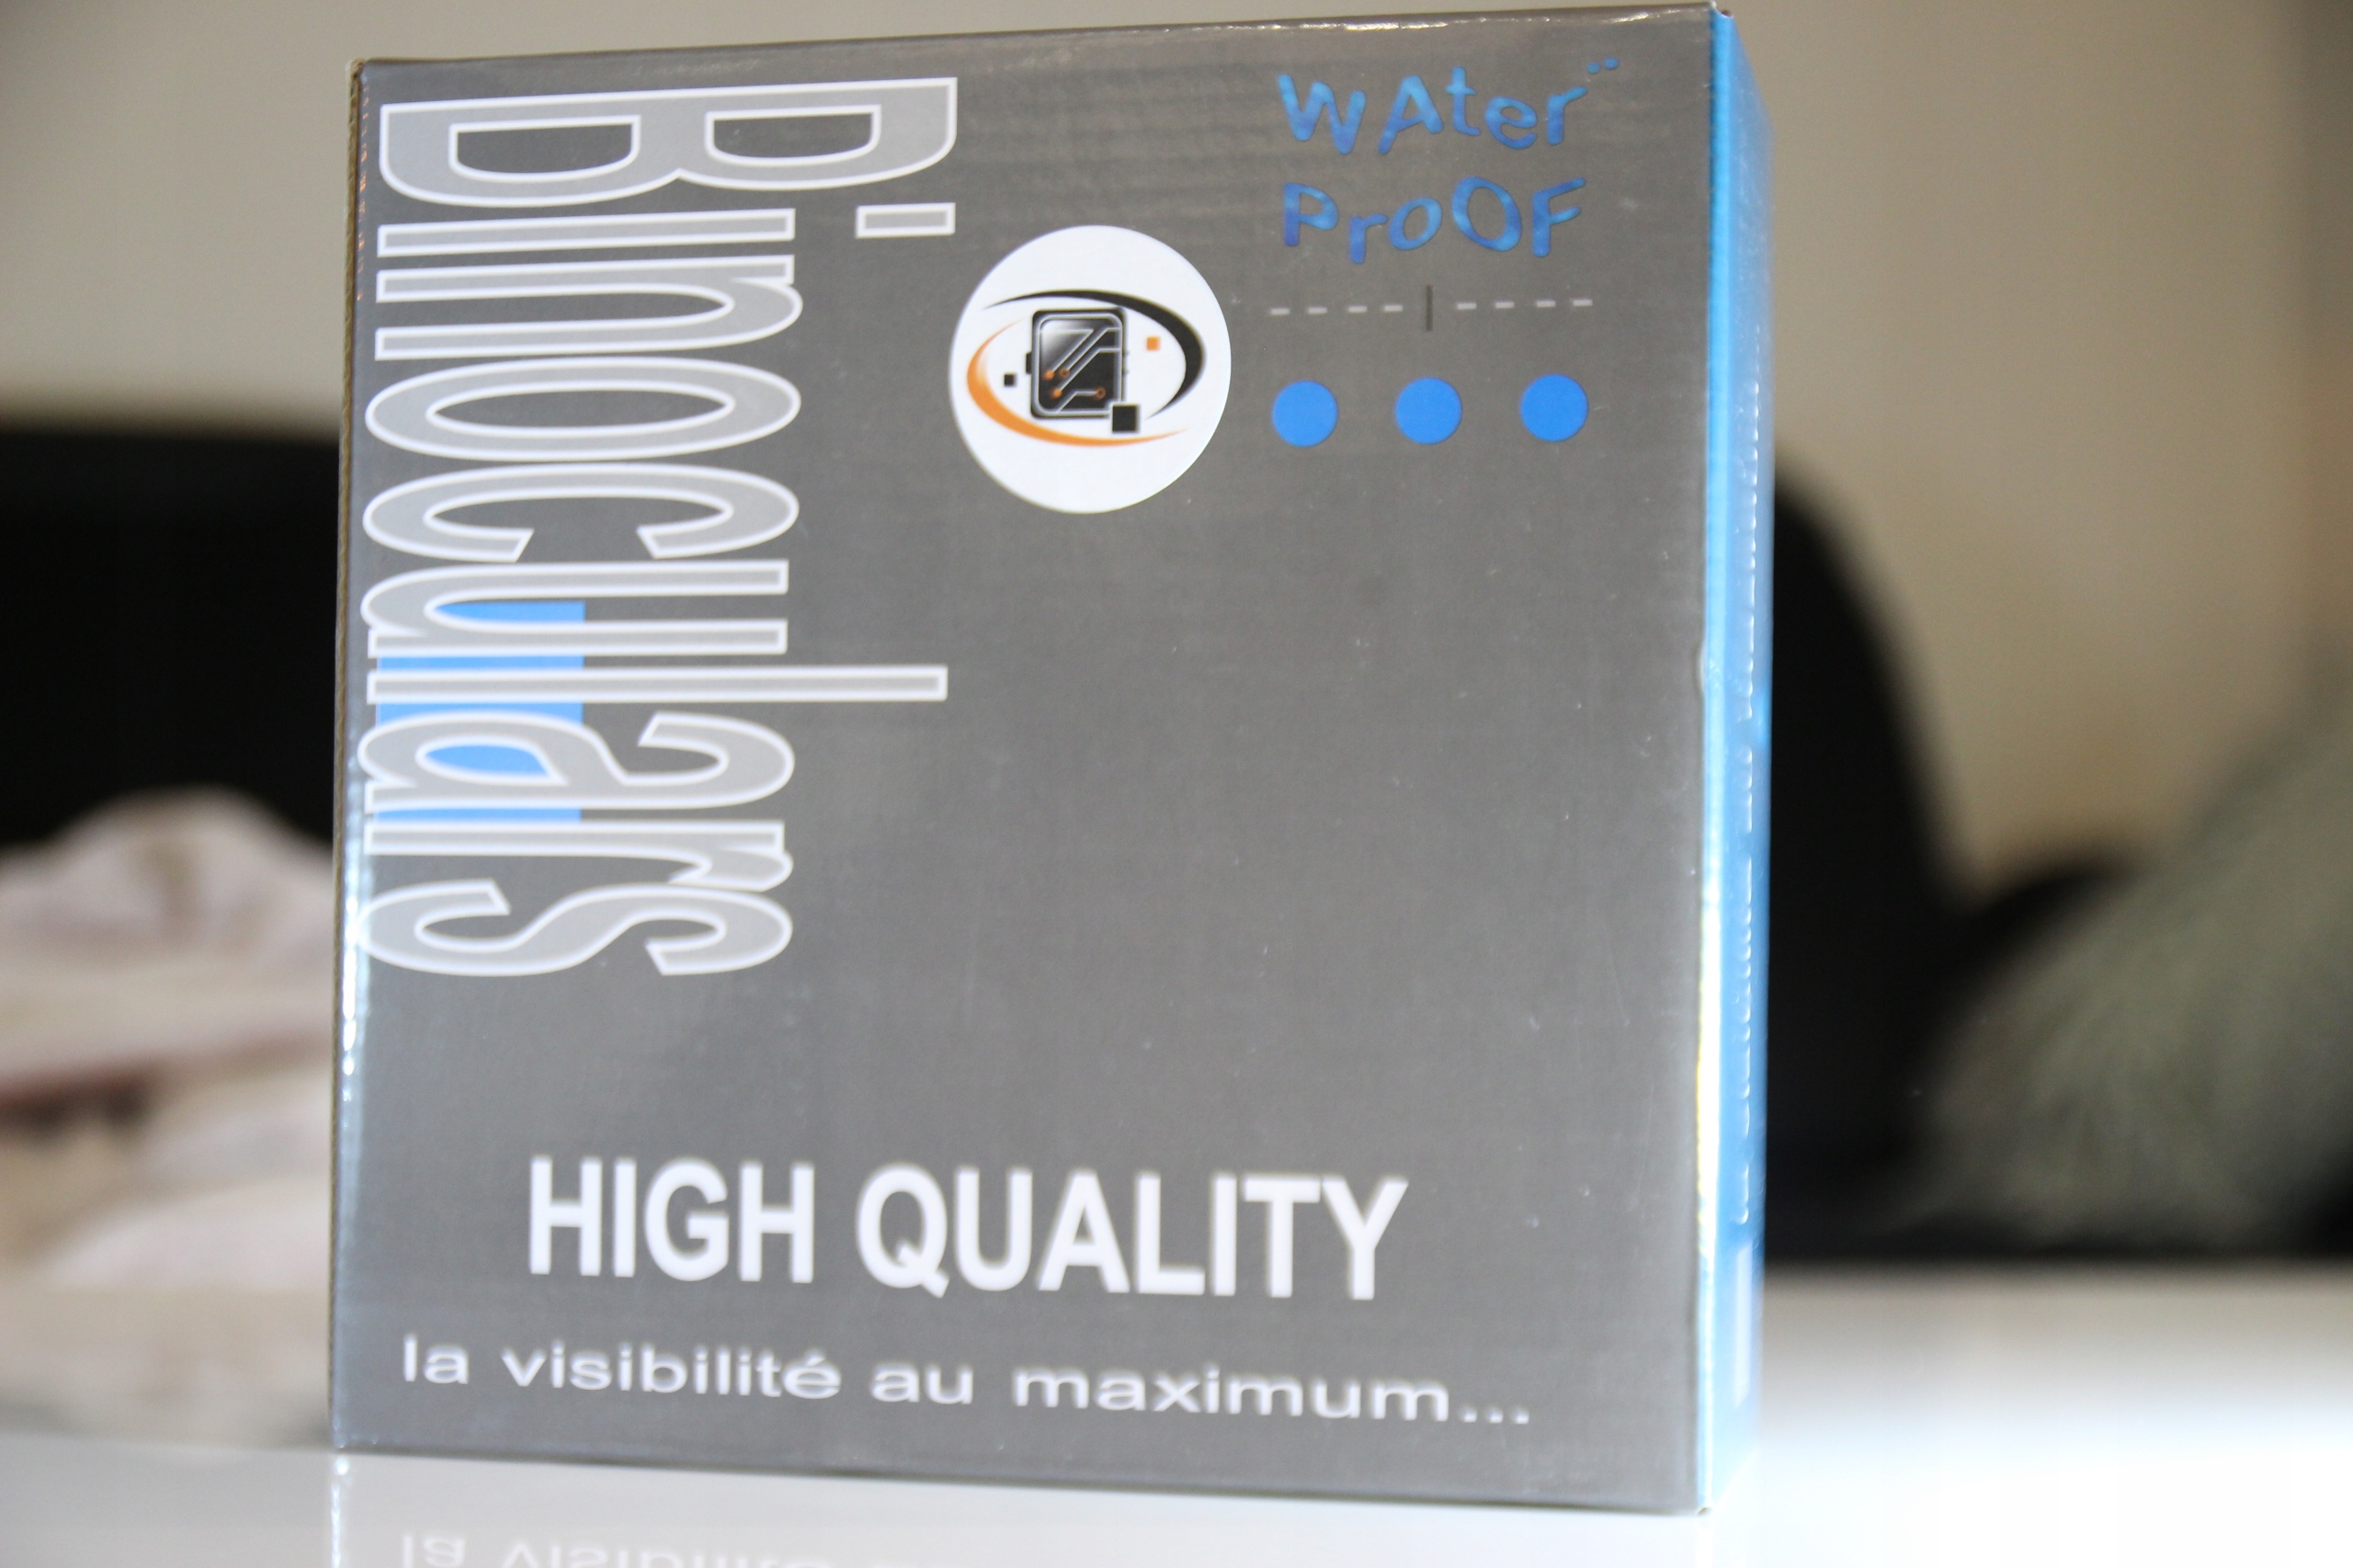 Binoculars
WAter
ProOF
HIGH QUALITY
la visibilité au maximum...